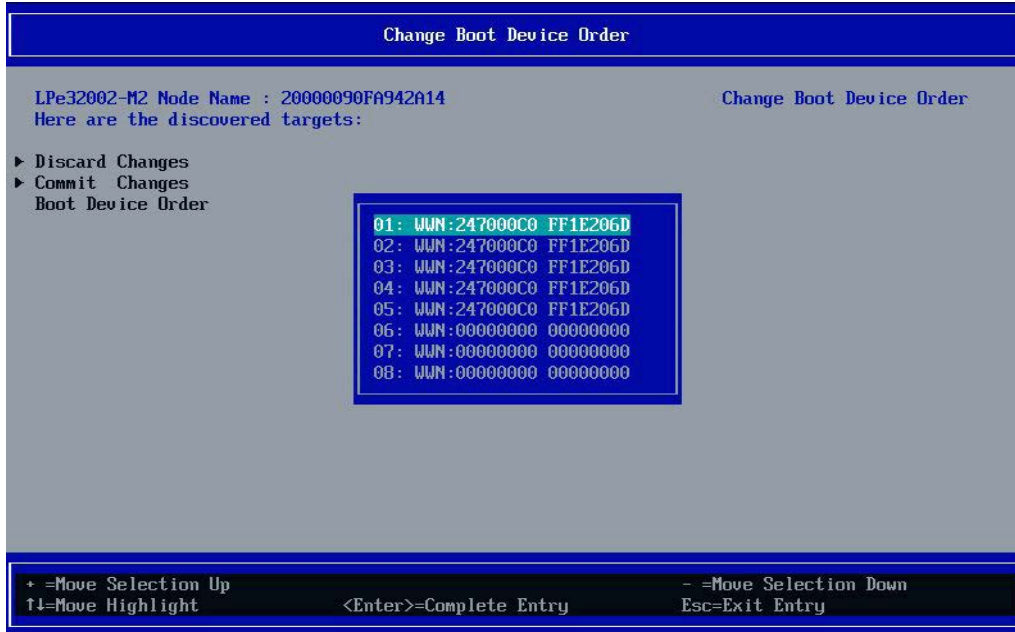 Change Boot Device Order
LPe32002-M2 Node Name : 20000090FA942A14
Change Boot Device Order
Here are the discovered targets:
▶ Discard Changes
▶ Commit  Changes
Boot Device Order
01: WWN:247000C0 FF1E206D
02: WWN:247000C0 FF1E206D
03: WWN:247000C0 FF1E206D
04: WWN:247000C0 FF1E206D
05: WWN:247000C0 FF1E206D
06: WWN:00000000 00000000
07: WWN:00000000 00000000
08: WWN:00000000 00000000
+ =Move Selection Up
- =Move Selection Down
↑↓=Move Highlight
<Enter>=Complete Entry
Esc=Exit Entry